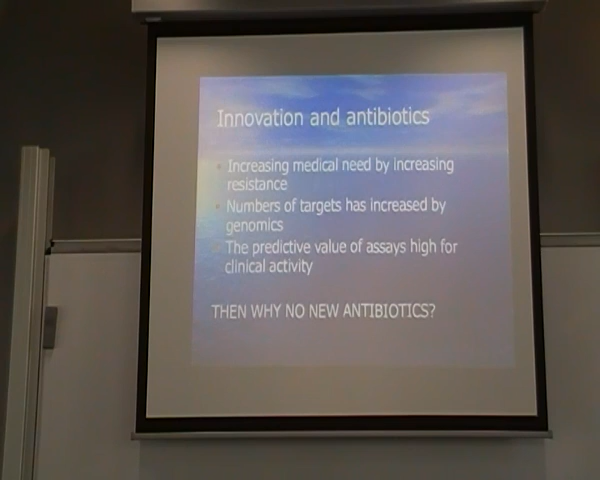 Innovation and antibiotics
Increasing medical need by increasing
resistance
Numbers of targets has increased by
genomics
The predictive value of assays high for
clinical activity
THEN WHY NO NEW ANTIBIOTICS?